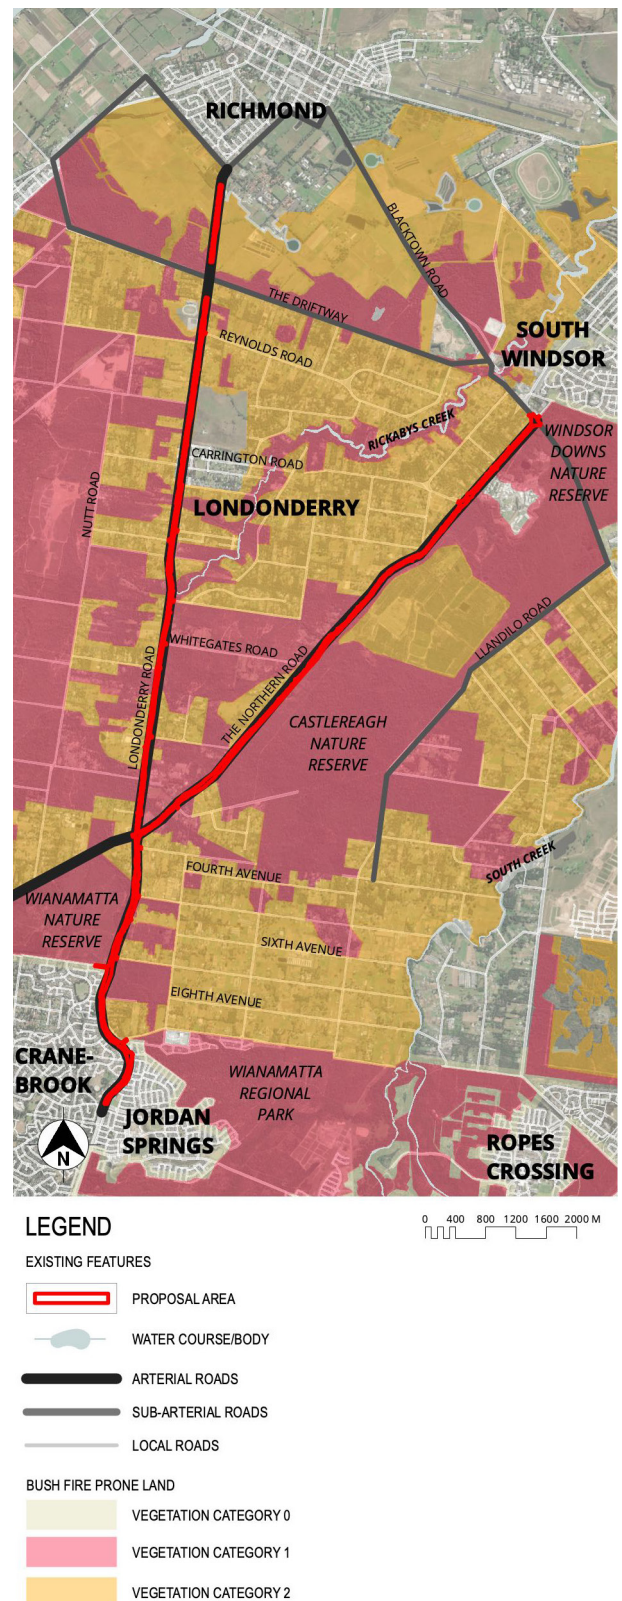 RICHMOND
BLACKTOWN ROAD
THE DRIFTWAY
SOUTH
WINDSOR
REYNOLDS ROAD
RICKABYS CREEK
WINDSOR
DOWNS
NATURE
RESERVE
CARRINGTON ROAD
NUTT ROAD
LONDONDERRY
LLANDILO ROAD
WHITEGATES ROAD
LONDONDERRY ROAD
THE NORTHERN ROAD
CASTLEREAGH
NATURE
RESERVE
SOUTH CREEK
FOURTH AVENUE
WIANAMATTA
NATURE
RESERVE
SIXTH AVENUE
EIGHTH AVENUE
CRANE-
BROOK
WIANAMATTA
REGIONAL
PARK
JORDAN
SPRINGS
ROPES
CROSSING
N
LEGEND
0 400 800 1200 1600 2000 M
EXISTING FEATURES
PROPOSAL AREA
WATER COURSE/BODY
ARTERIAL ROADS
SUB-ARTERIAL ROADS
LOCAL ROADS
BUSH FIRE PRONE LAND
VEGETATION CATEGORY 0
VEGETATION CATEGORY 1
VEGETATION CATEGORY 2